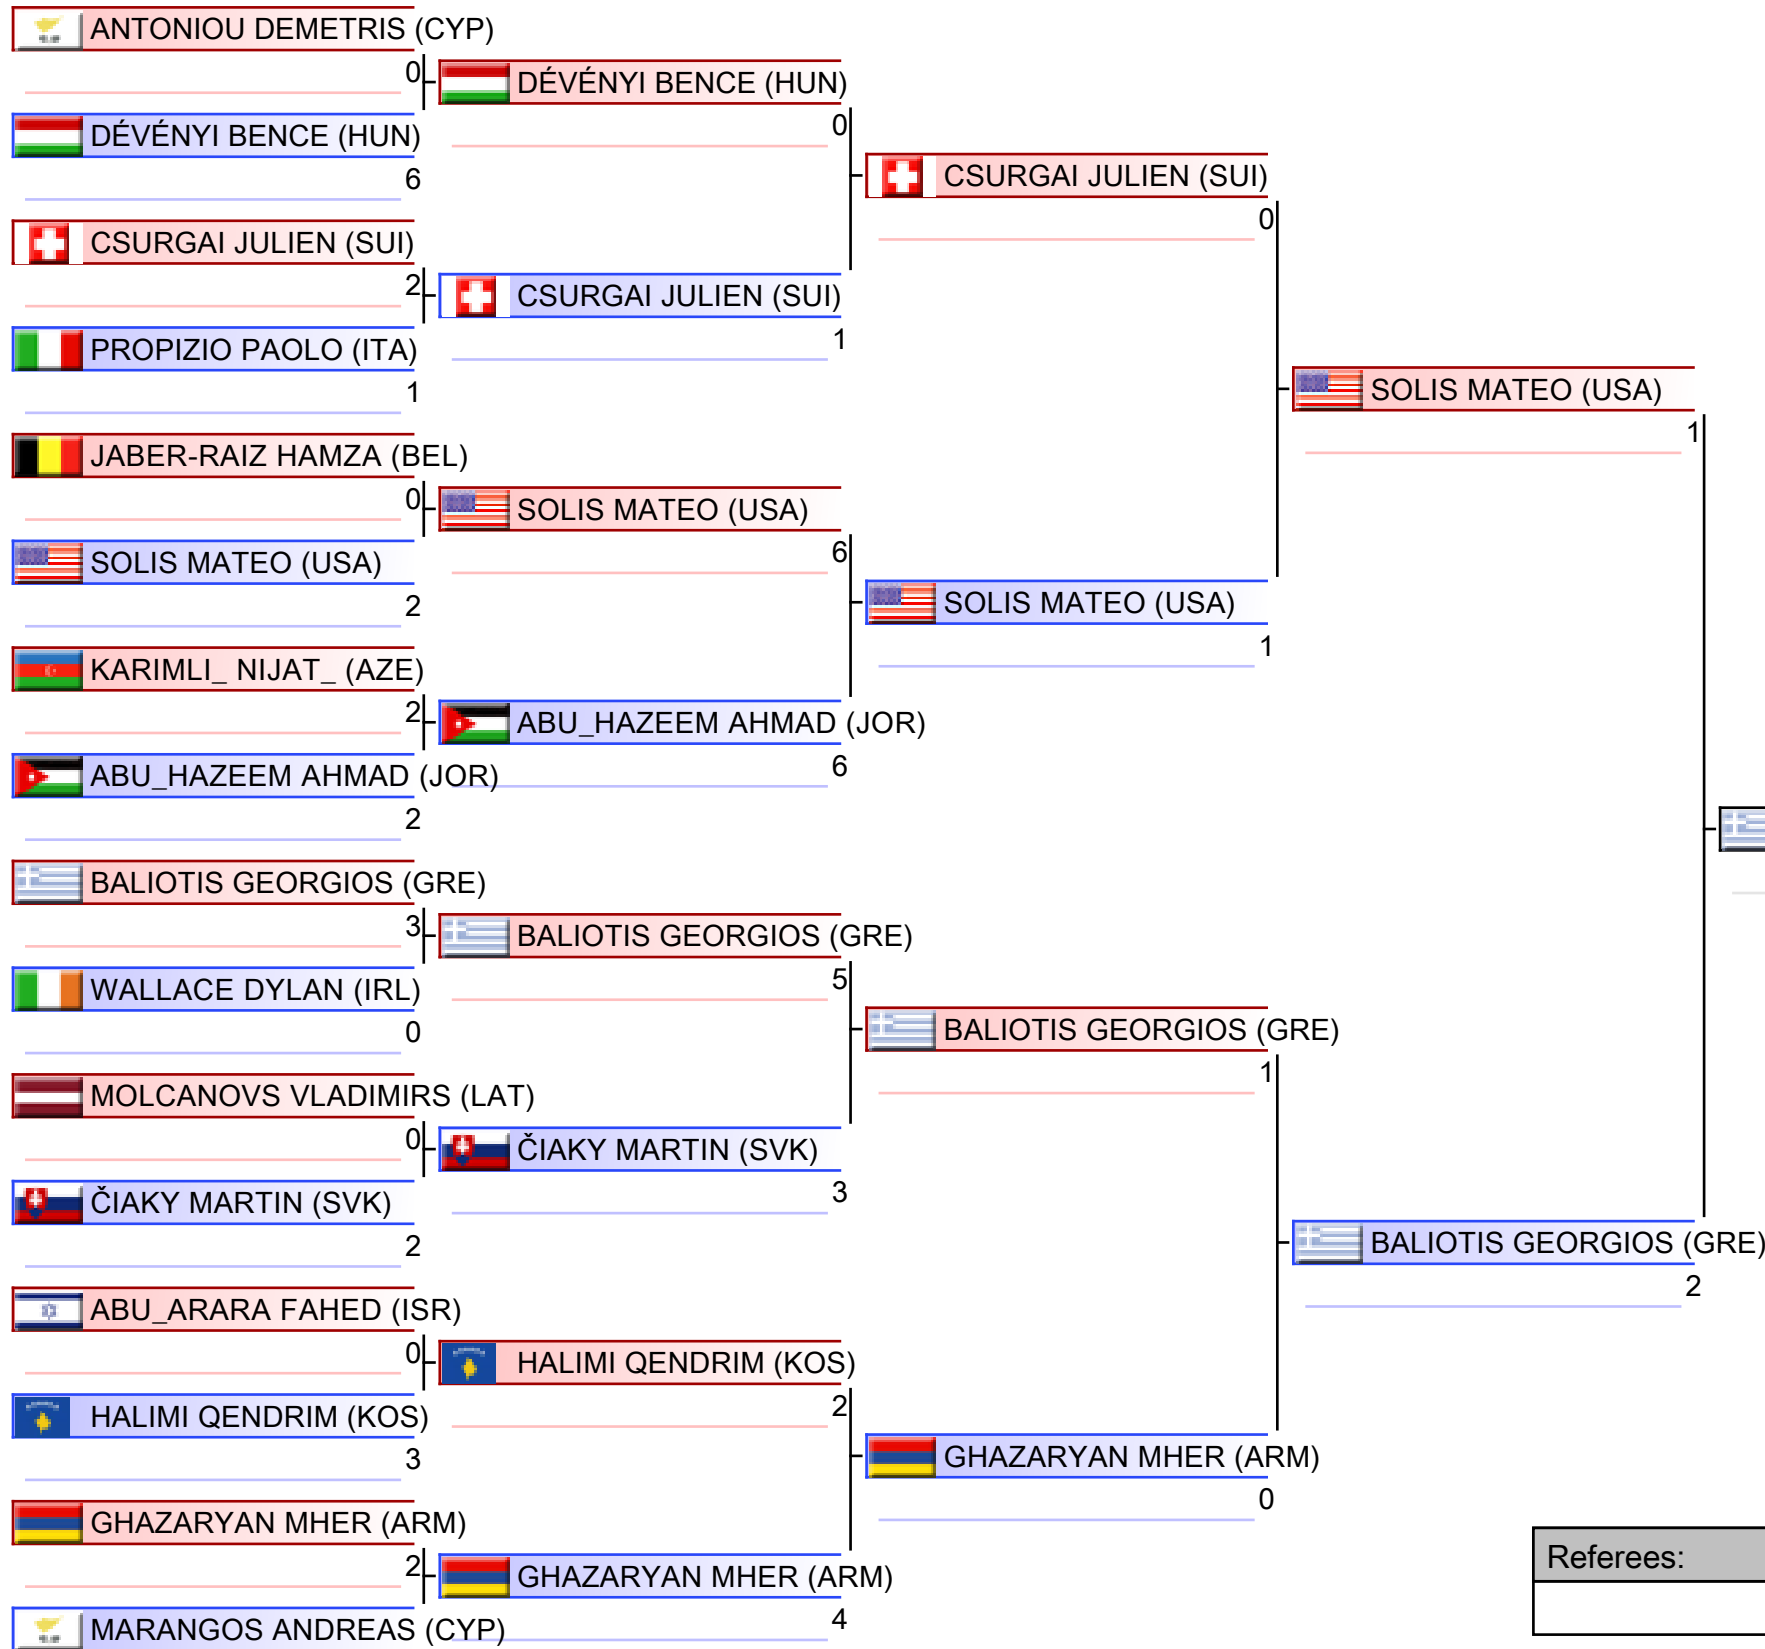 ANTONIOU DEMETRIS (CYP)
0
DÉVÉNYI BENCE (HUN)
6
CSURGAI JULIEN (SUI)
2
PROPIZIO PAOLO (ITA)
1
JABER-RAIZ HAMZA (BEL)
0
SOLIS MATEO (USA)
2
KARIMLI_ NIJAT_ (AZE)
2
ABU_HAZEEM AHMAD (JOR)
2
BALIOTIS GEORGIOS (GRE)
3
WALLACE DYLAN (IRL)
0
MOLCANOVS VLADIMIRS (LAT)
0
ČIAKY MARTIN (SVK)
2
ABU_ARARA FAHED (ISR)
0
HALIMI QENDRIM (KOS)
3
GHAZARYAN MHER (ARM)
2
MARANGOS ANDREAS (CYP)
DÉVÉNYI BENCE (HUN)
0
CSURGAI JULIEN (SUI)
1
SOLIS MATEO (USA)
6
ABU_HAZEEM AHMAD (JOR)
6
BALIOTIS GEORGIOS (GRE)
5
ČIAKY MARTIN (SVK)
3
HALIMI QENDRIM (KOS)
2
GHAZARYAN MHER (ARM)
4
CSURGAI JULIEN (SUI)
0
SOLIS MATEO (USA)
1
BALIOTIS GEORGIOS (GRE)
1
GHAZARYAN MHER (ARM)
0
SOLIS MATEO (USA)
1
BALIOTIS GEORGIOS (GRE)
2
Referees: